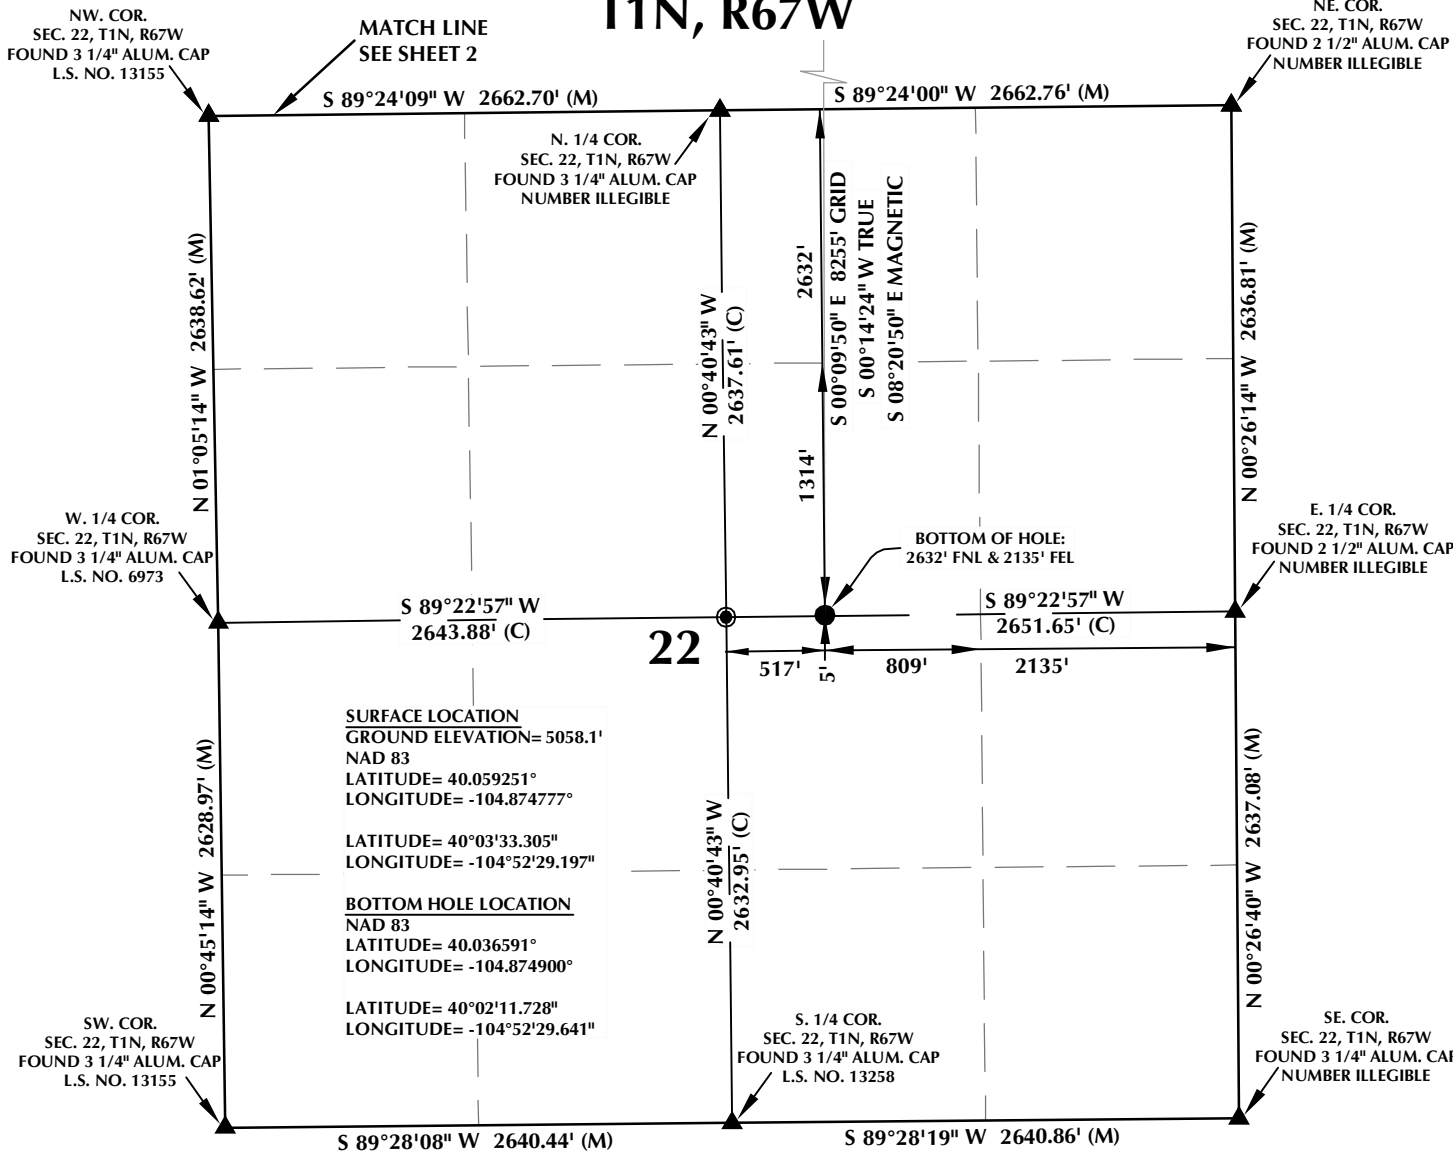 T1N, R67W
NW. COR.
SEC. 22, T1N, R67W
FOUND 3 1/4" ALUM. CAP
L.S. NO. 13155
MATCH LINE
SEE SHEET 2
NE. COR.
SEC. 22, T1N, R67W
FOUND 2 1/2" ALUM. CAP
NUMBER ILLEGIBLE
S 89°24'09" W 2662.70' (M)
S 89°24'00" W 2662.76' (M)
N. 1/4 COR.
SEC. 22, T1N, R67W
FOUND 3 1/4" ALUM. CAP
NUMBER ILLEGIBLE
N 01°05'14" W 2638.62' (M)
N 00°40'43" W
2637.61' (C)
2632'
1314'
S 00°09'50" E 8255' GRID
S 00°14'24" W TRUE
S 08°20'50" E MAGNETIC
N 00°26'14" W 2636.81' (M)
W. 1/4 COR.
SEC. 22, T1N, R67W
FOUND 3 1/4" ALUM. CAP
L.S. NO. 6973
BOTTOM OF HOLE:
2632' FNL & 2135' FEL
E. 1/4 COR.
SEC. 22, T1N, R67W
FOUND 2 1/2" ALUM. CAP
NUMBER ILLEGIBLE
S 89°22'57" W
2643.88' (C)
S 89°22'57" W
2651.65' (C)
22
517'
5'
809'
2135'
SURFACE LOCATION
GROUND ELEVATION= 5058.1'
NAD 83
LATITUDE= 40.059251°
LONGITUDE= -104.874777°
LATITUDE= 40°03'33.305"
LONGITUDE= -104°52'29.197"
BOTTOM HOLE LOCATION
NAD 83
LATITUDE= 40.036591°
LONGITUDE= -104.874900°
LATITUDE= 40°02'11.728"
LONGITUDE= -104°52'29.641"
N 00°45'14" W 2628.97' (M)
N 00°40'43" W
2632.95' (C)
N 00°26'40" W 2637.08' (M)
SW. COR.
SEC. 22, T1N, R67W
FOUND 3 1/4" ALUM. CAP
L.S. NO. 13155
S. 1/4 COR.
SEC. 22, T1N, R67W
FOUND 3 1/4" ALUM. CAP
L.S. NO. 13258
SE. COR.
SEC. 22, T1N, R67W
FOUND 3 1/4" ALUM. CAP
NUMBER ILLEGIBLE
S 89°28'08" W 2640.44' (M)
S 89°28'19" W 2640.86' (M)